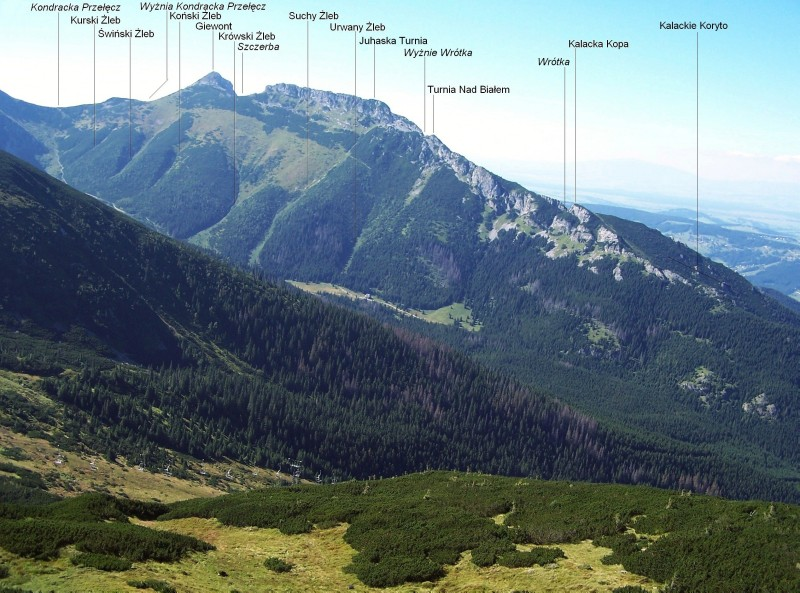 Kondracka Przełęcz
Kurski Żleb
Świński Żleb
Wyżnia Kondracka Przełęcz
Koński Żleb
Giewont
Krówski Żleb
Szczerba
Suchy Żleb
Urwany Żleb
Juhaska Turnia
Wyżnie Wrótka
Turnia Nad Białem
Wrótka
Kalacka Kopa
Kalackie Koryto